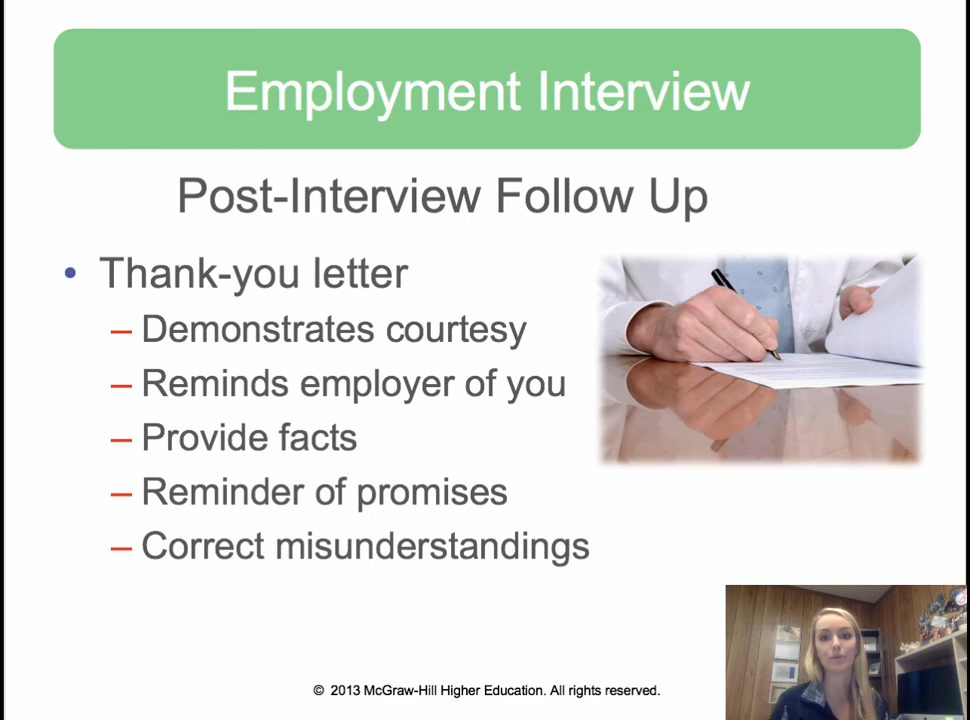 Employment Interview
Post-Interview Follow Up
• Thank-you letter
– Demonstrates courtesy
– Reminds employer of you
– Provide facts
– Reminder of promises
– Correct misunderstandings
© 2013 McGraw-Hill Higher Education. All rights reserved.